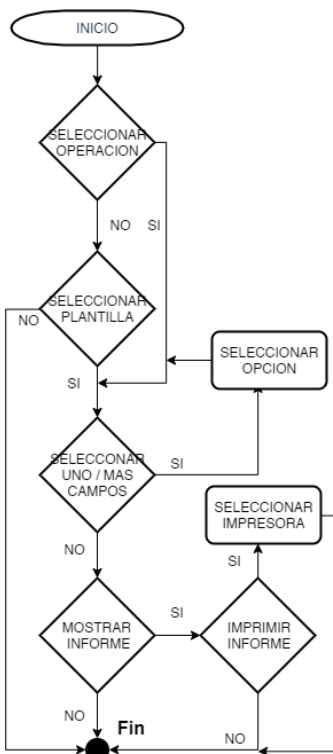 INICIO
SELECCIONAR
OPERACION
NO
SI
SELECCIONAR
PLANTILLA
NO
SI
SELECCIONAR
OPCION
SELECCONAR
UNO / MAS
CAMPOS
SI
NO
SELECCIONAR
IMPRESORA
SI
MOSTRAR
INFORME
SI
IMPRIMIR
INFORME
NO
Fin
NO